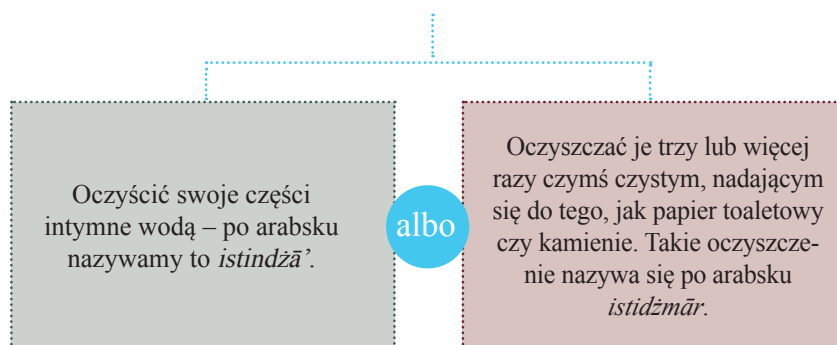 Oczyścić swoje części
intymne wodą – po arabsku
nazywamy to istindżā’.
albo
Oczyszczać je trzy lub więcej
razy czymś czystym, nadającym
się do tego, jak papier toaletowy
czy kamienie. Takie oczyszcze-
nie nazywa się po arabsku
istidżmār.